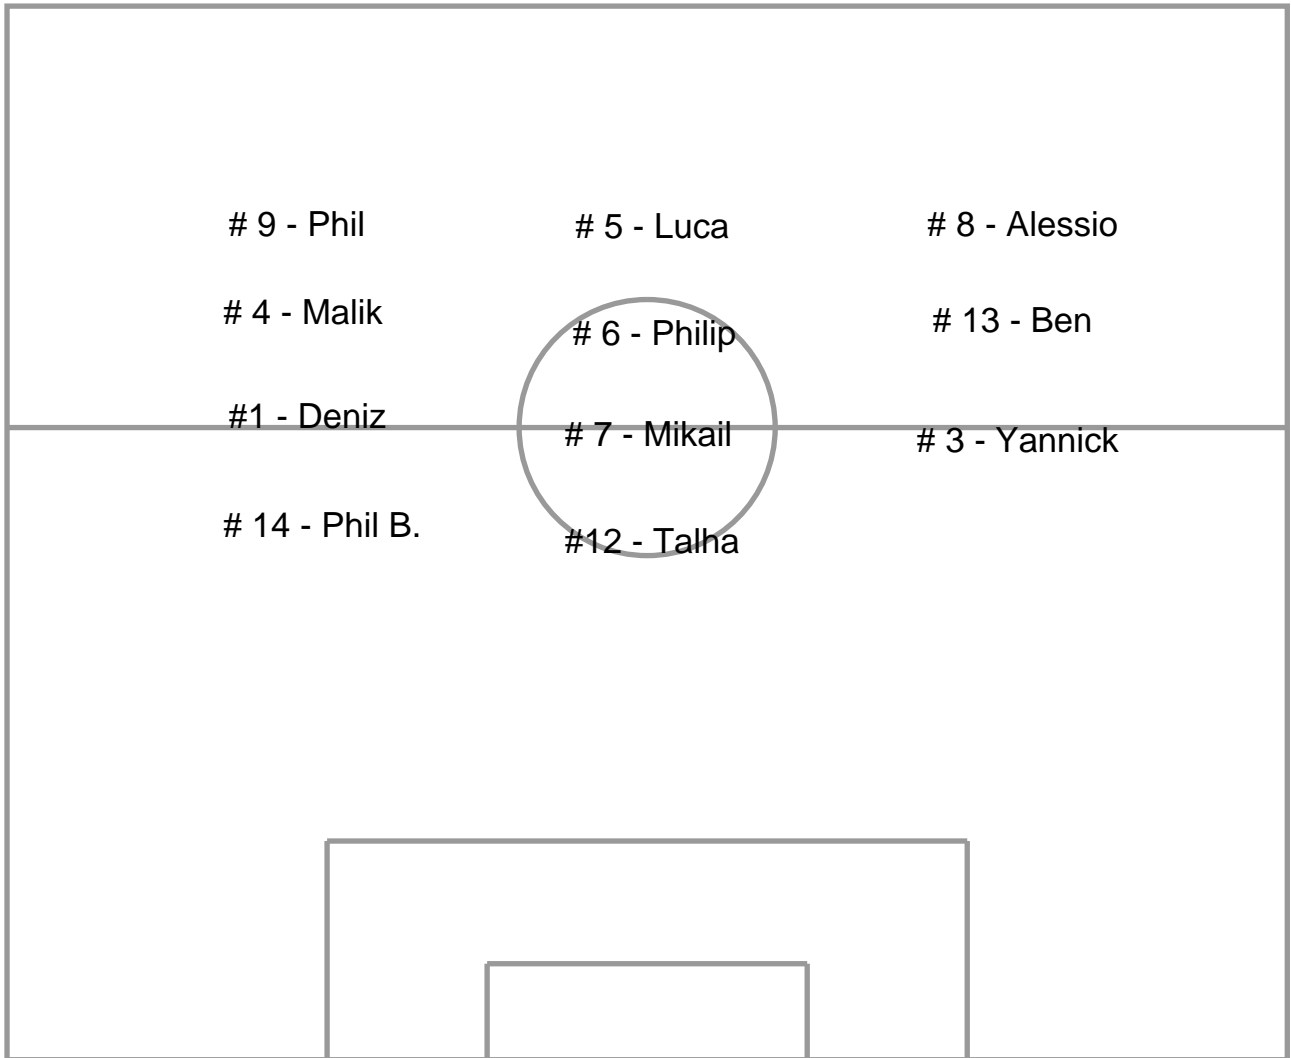 # 9 - Phil
# 5 - Luca
# 8 - Alessio
# 4 - Malik
# 6 - Philip
# 13 - Ben
#1 - Deniz
# 7 - Mikail
# 3 - Yannick
# 14 - Phil B.
#12 - Talha